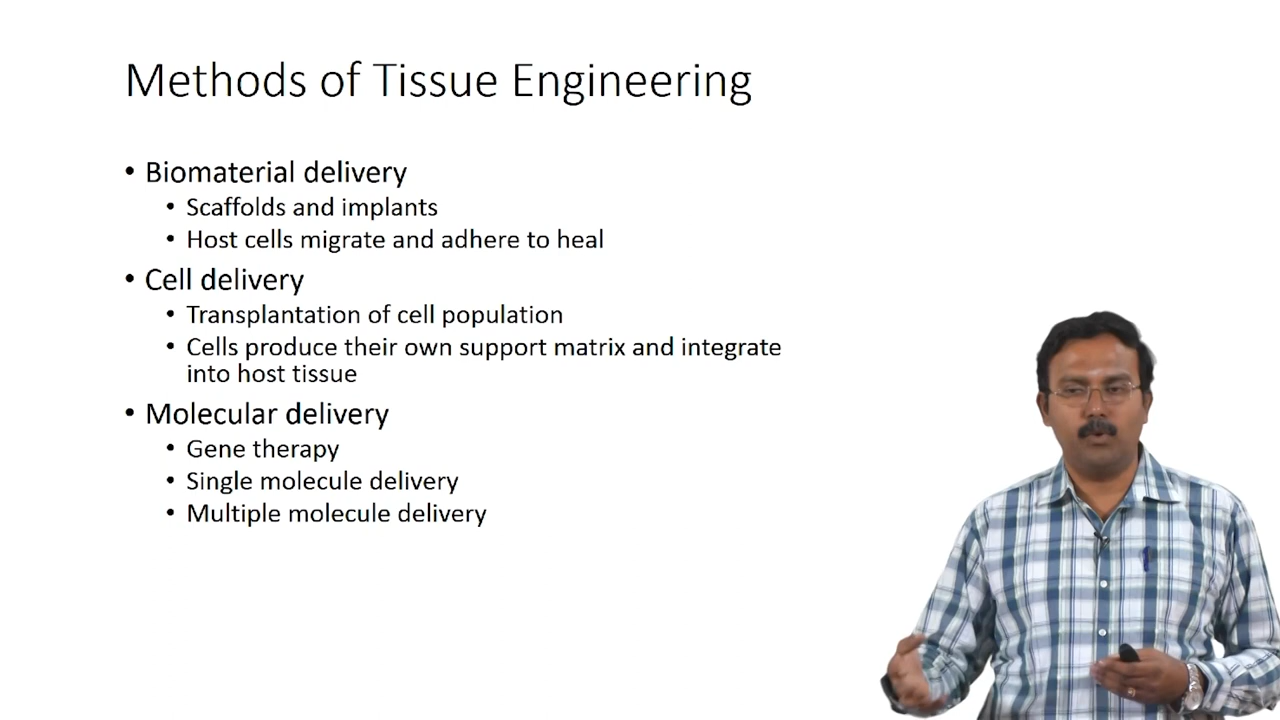 Methods of Tissue Engineering
• Biomaterial delivery
• Scaffolds and implants
• Host cells migrate and adhere to heal
• Cell delivery
• Transplantation of cell population
• Cells produce their own support matrix and integrate
into host tissue
• Molecular delivery
• Gene therapy
• Single molecule delivery
• Multiple molecule delivery